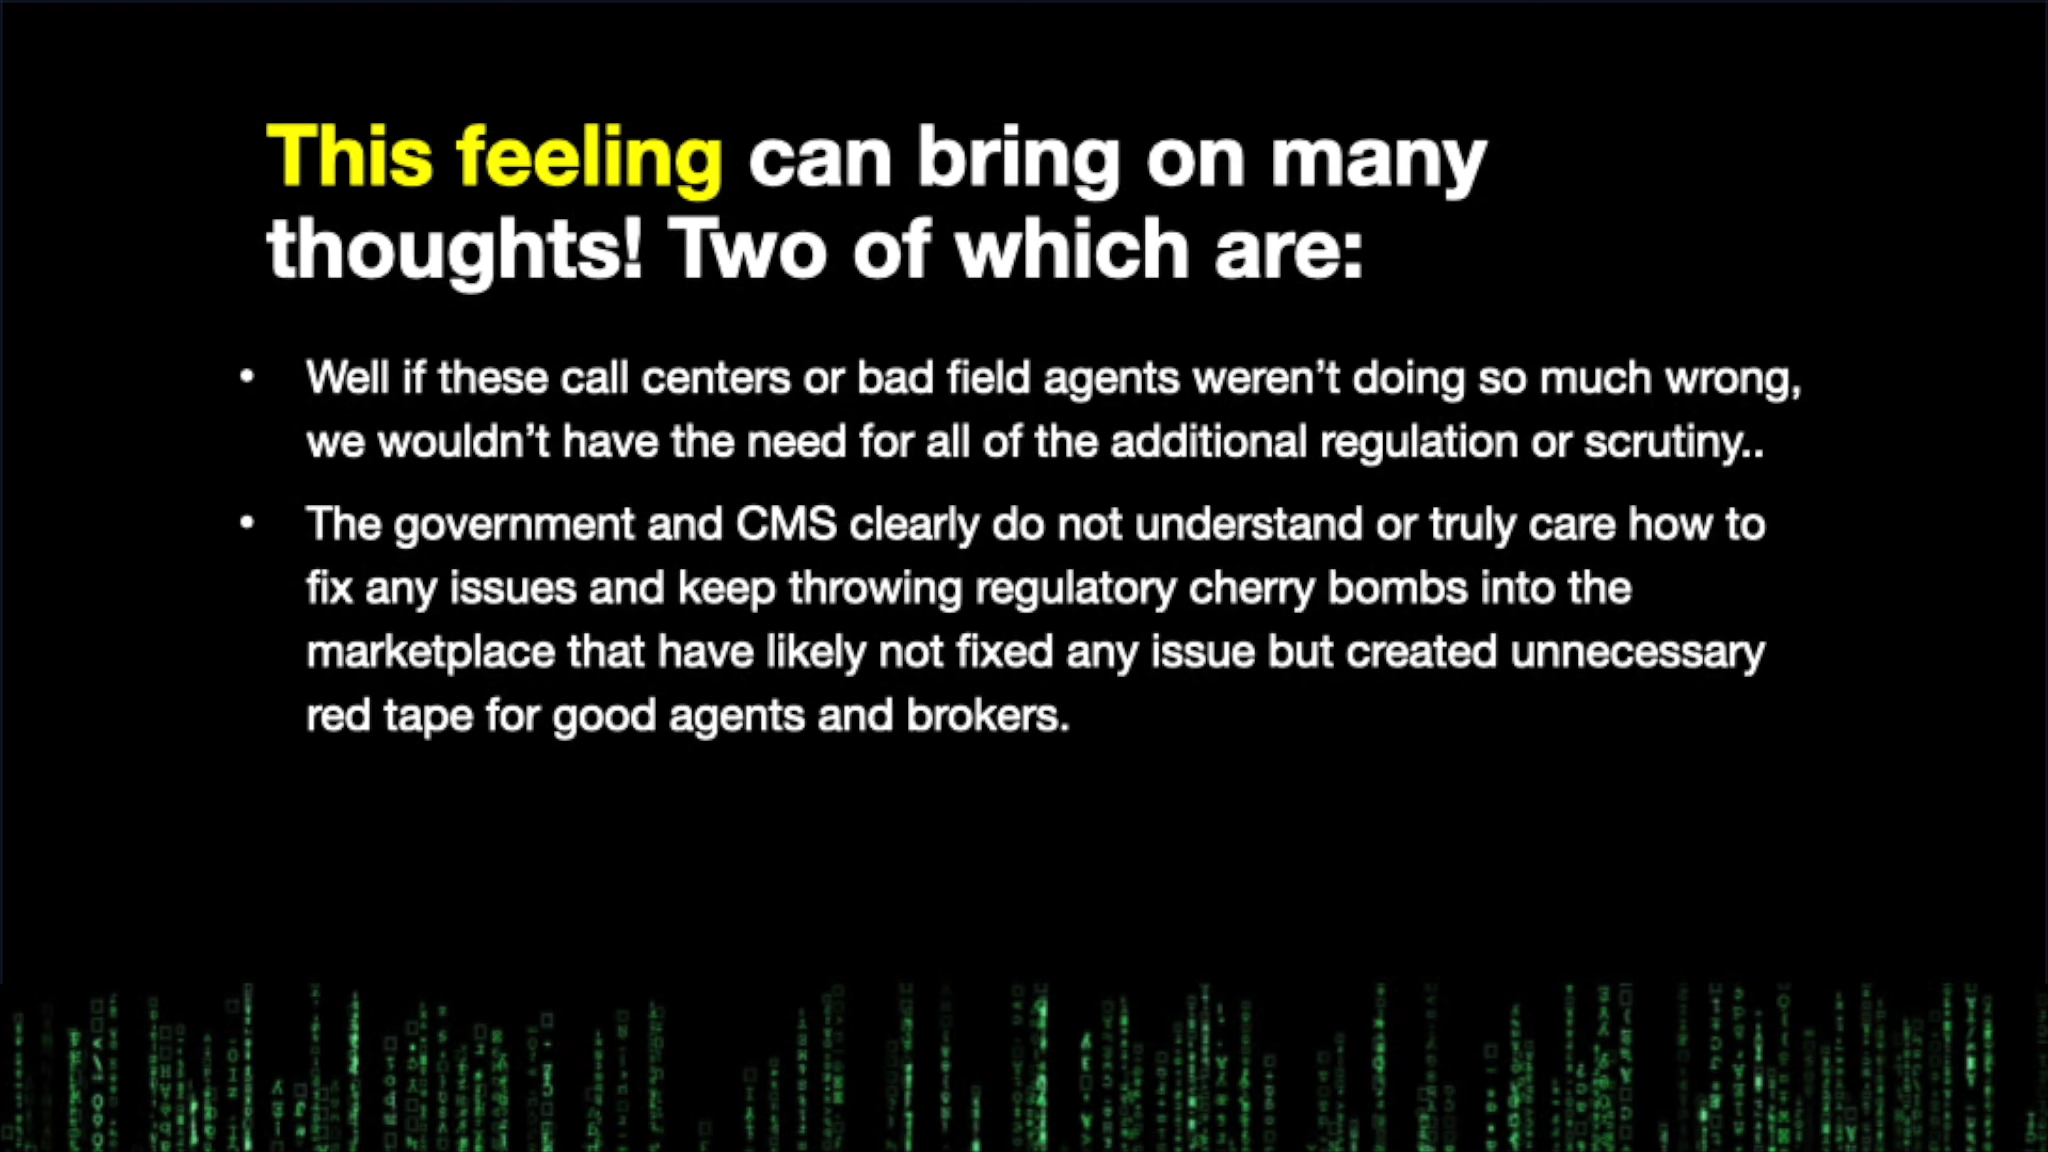 This feeling can bring on many
thoughts! Two of which are:
• Well if these call centers or bad field agents weren’t doing so much wrong,
we wouldn’t have the need for all of the additional regulation or scrutiny..
• The government and CMS clearly do not understand or truly care how to
fix any issues and keep throwing regulatory cherry bombs into the
marketplace that have likely not fixed any issue but created unnecessary
red tape for good agents and brokers.